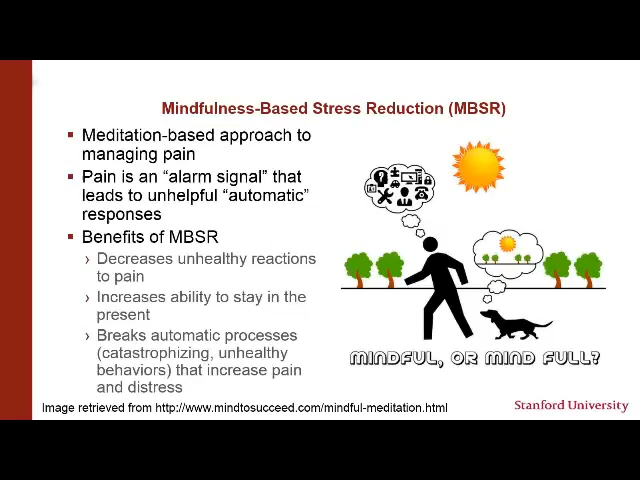 Mindfulness-Based Stress Reduction (MBSR)
▪ Meditation-based approach to
managing pain
▪ Pain is an “alarm signal” that
leads to unhelpful “automatic”
responses
▪ Benefits of MBSR
› Decreases unhealthy reactions
to pain
› Increases ability to stay in the
present
› Breaks automatic processes
(catastrophizing, unhealthy
behaviors) that increase pain
and distress
MINDFUL, OR MIND FULL?
Image retrieved from http://www.mindtosucceed.com/mindful-meditation.html
Stanford University